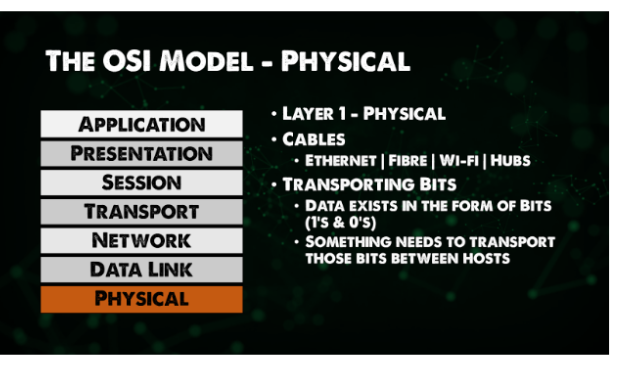 The OSI Model - Physical
Application
Presentation
Session
Transport
Network
Data Link
Physical
• Layer 1 - Physical
• Cables
• Ethernet | Fibre | Wi-Fi | Hubs
• Transporting Bits
• Data exists in the form of Bits
(1's & 0's)
• Something needs to transport
those bits between hosts